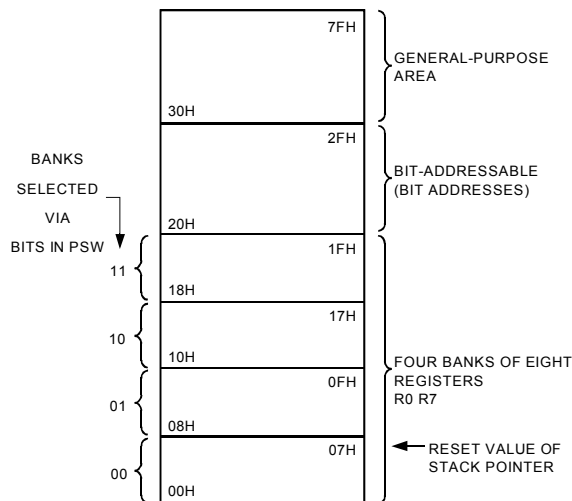 7FH
GENERAL-PURPOSE
AREA
30H
2FH
BANKS
SELECTED
VIA
BITS IN PSW
BIT-ADDRESSABLE
(BIT ADDRESSES)
20H
1FH
11
18H
17H
10
10H
FOUR BANKS OF EIGHT
REGISTERS
R0 R7
0FH
01
08H
07H
RESET VALUE OF
STACK POINTER
00
00H